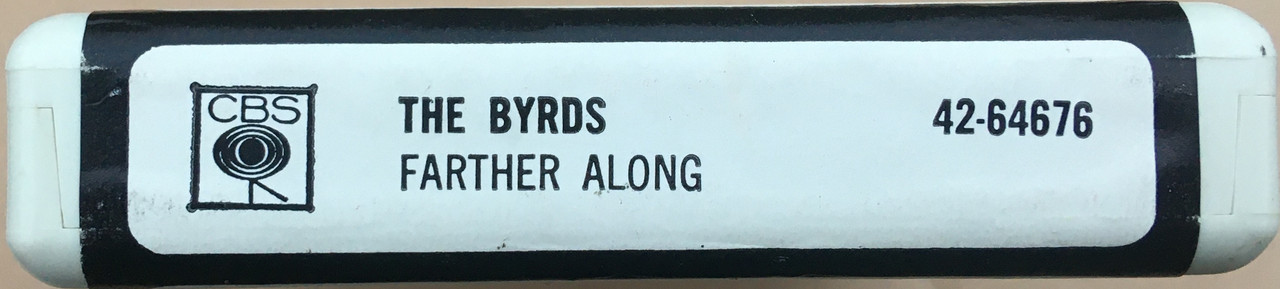 CBS
THE BYRDS
FARTHER ALONG
42-64676